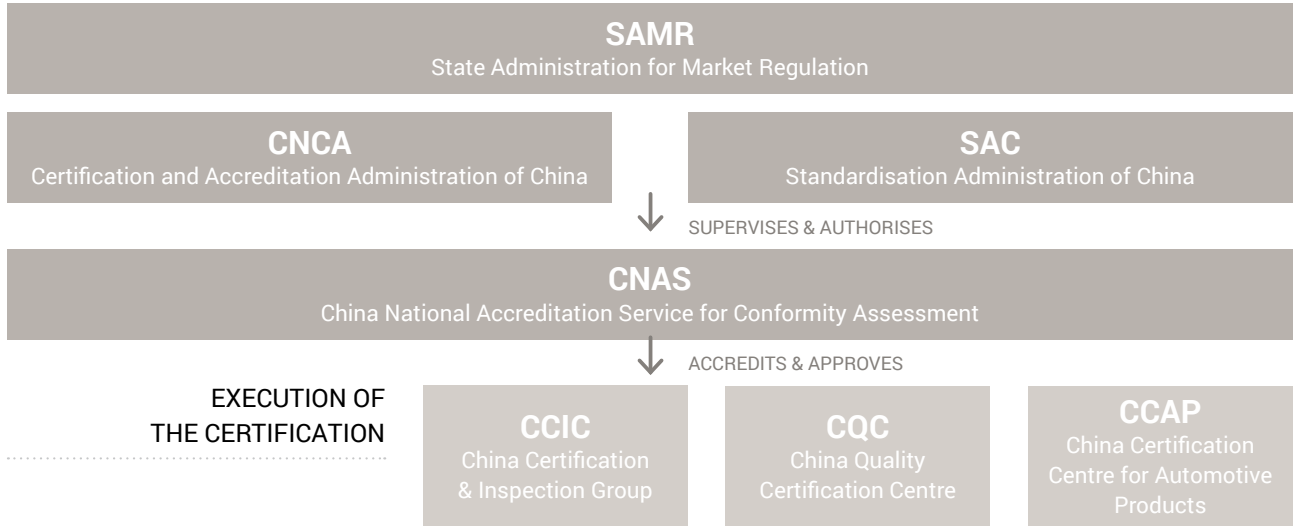 SAMR
State Administration for Market Regulation
CNCA
Certification and Accreditation Administration of China
SAC
Standardisation Administration of China
SUPERVISES & AUTHORISES
CNAS
China National Accreditation Service for Conformity Assessment
ACCREDITS & APPROVES
EXECUTION OF
THE CERTIFICATION
CCIC
China Certification
& Inspection Group
CQC
China Quality
Certification Centre
CCAP
China Certification
Centre for Automotive
Products